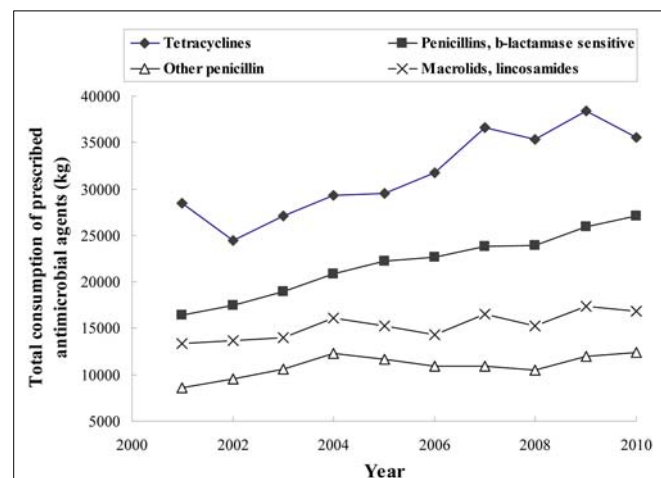 Tetracyclines
Penicillins, b-lactamase sensitive
Other penicillin
Macrolids, lincosamides
Total consumption of prescribed
antimicrobial agents (kg)
40000
35000
30000
25000
20000
15000
10000
5000
2000 2002 2004 2006 2008 2010
Year